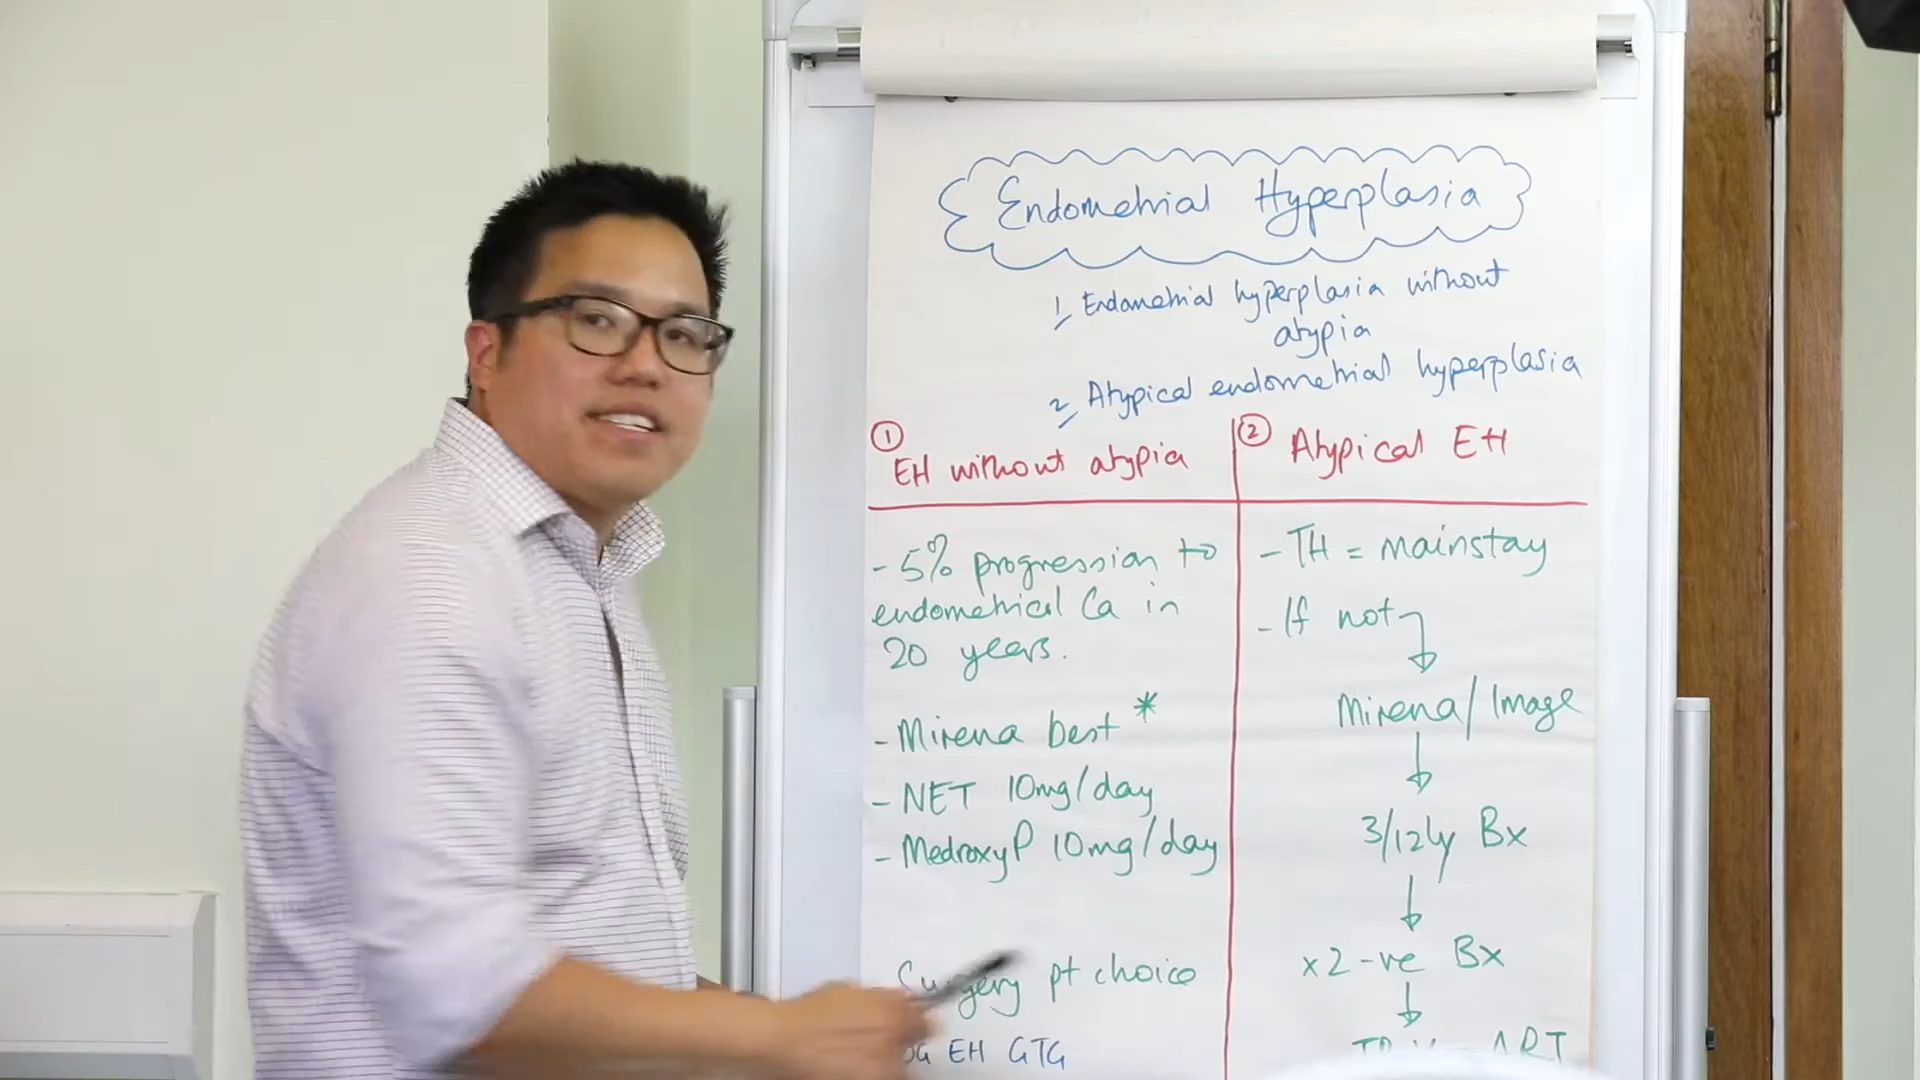 Endometrial Hyperplasia
1, Endometrial hyperplasia without
atypia
2, Atypical endometrial hyperplasia
① EH without atypia
- 5% progression to
endometrial Ca in
20 years.
- Mirena best *
- NET 10mg/day
- MedroxyP 10mg/day
Surgery pt choice
EH GTG
② Atypical EH
- TH = mainstay
- If not
Mirena/Image
3/12ly Bx
x2 -ve Bx
ART